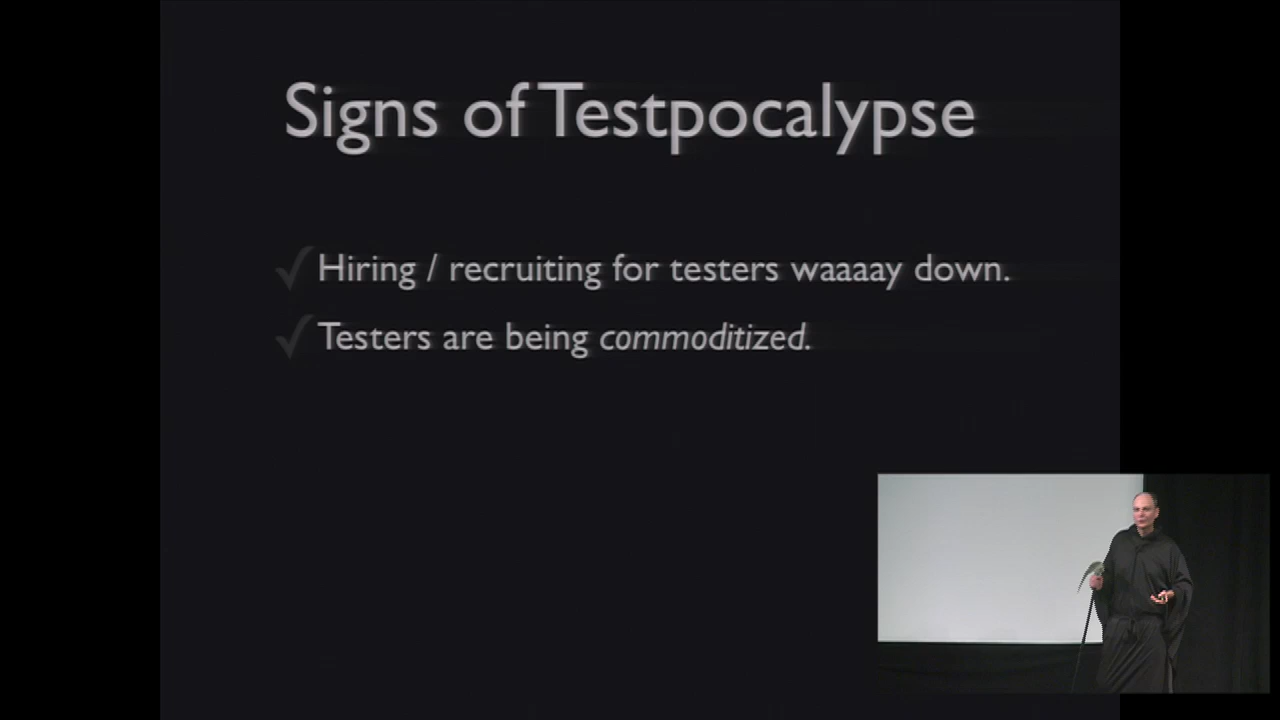 Signs of Testpocalypse
✓ Hiring / recruiting for testers waaaay down.
✓ Testers are being commoditized.